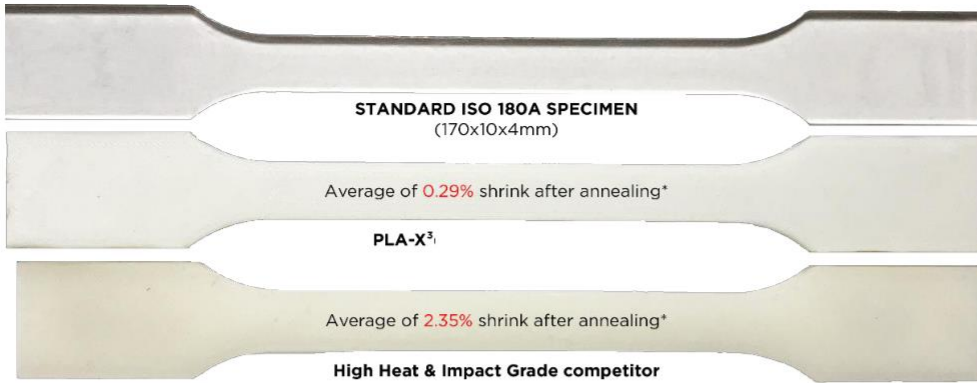 STANDARD ISO 180A SPECIMEN
(170x10x4mm)
Average of 0.29% shrink after annealing*
PLA-X³
Average of 2.35% shrink after annealing*
High Heat & Impact Grade competitor